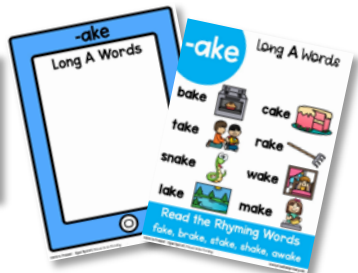 -ake
Long A Words
-ake
Long A Words
bake
cake
take
rake
snake
wake
lake
make
Read the Rhyming Words
fake, brake, stake, shake, awake